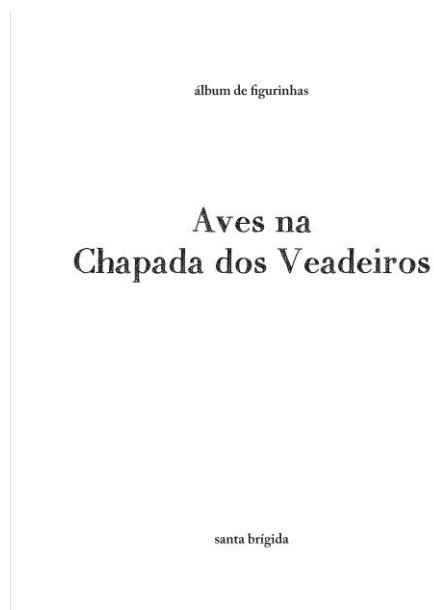 álbum de figurinhas
Aves na
Chapada dos Veadeiros
santa brígida